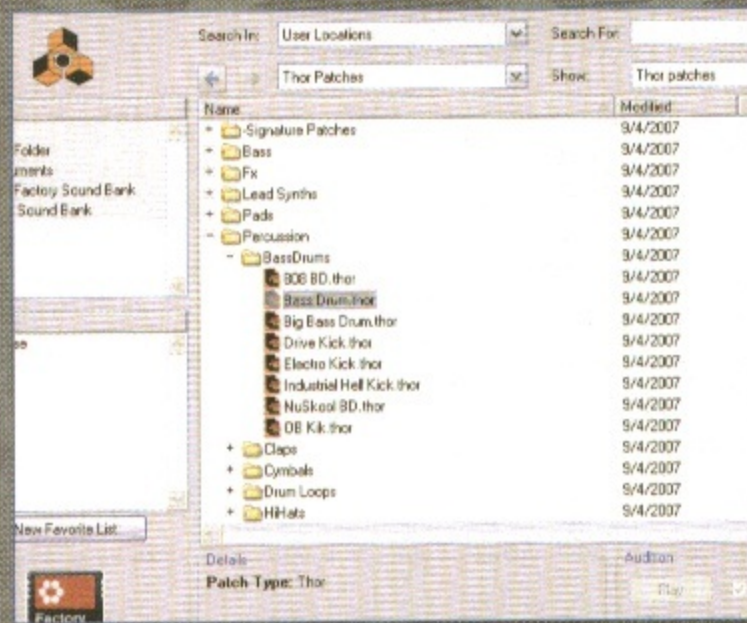 Search In: User Locations Search For:
Thor Patches Show: Thor patches
Name Modified
-Signature Patches 9/4/2007
Folder
Bass 9/4/2007
Fx 9/4/2007
Factory Sound Bank
Lead Synths 9/4/2007
Sound Bank
Pads 9/4/2007
Percussion 9/4/2007
BassDrums 9/4/2007
808 BD.thor 9/4/2007
Bass Drum.thor 9/4/2007
Big Bass Drum.thor 9/4/2007
Drive Kick.thor 9/4/2007
Electro Kick.thor 9/4/2007
Industrial Hell Kick.thor 9/4/2007
NuSkool BD.thor 9/4/2007
OB Kik.thor 9/4/2007
Claps 9/4/2007
Cymbals 9/4/2007
Drum Loops 9/4/2007
HiHats 9/4/2007
New Favorite List
Details Audition
Patch Type: Thor Play
Factory